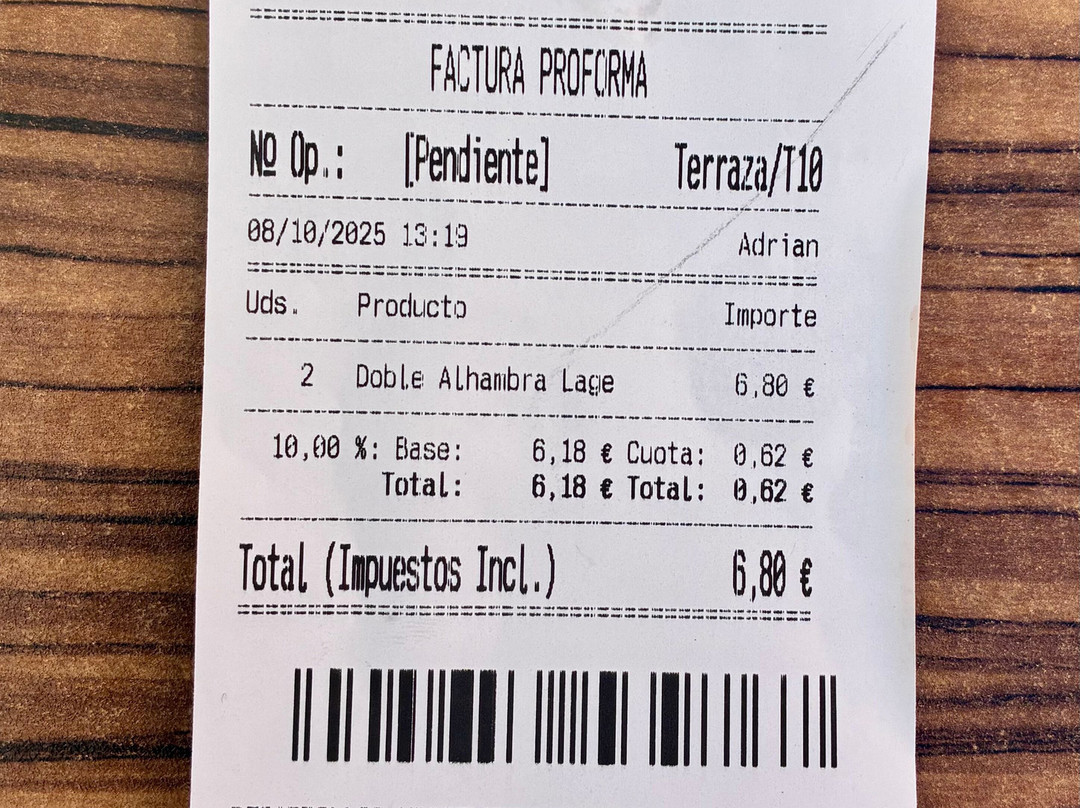 FACTURA PROFORMA
Nº Op.: [Pendiente] Terraza/T10
08/10/2025 13:19 Adrian
Uds. Producto Importe
2 Doble Alhambra Lage 6,80 €
10,00 %: Base: 6,18 € Cuota: 0,62 €
Total: 6,18 € Total: 0,62 €
Total (Impuestos Incl.) 6,80 €